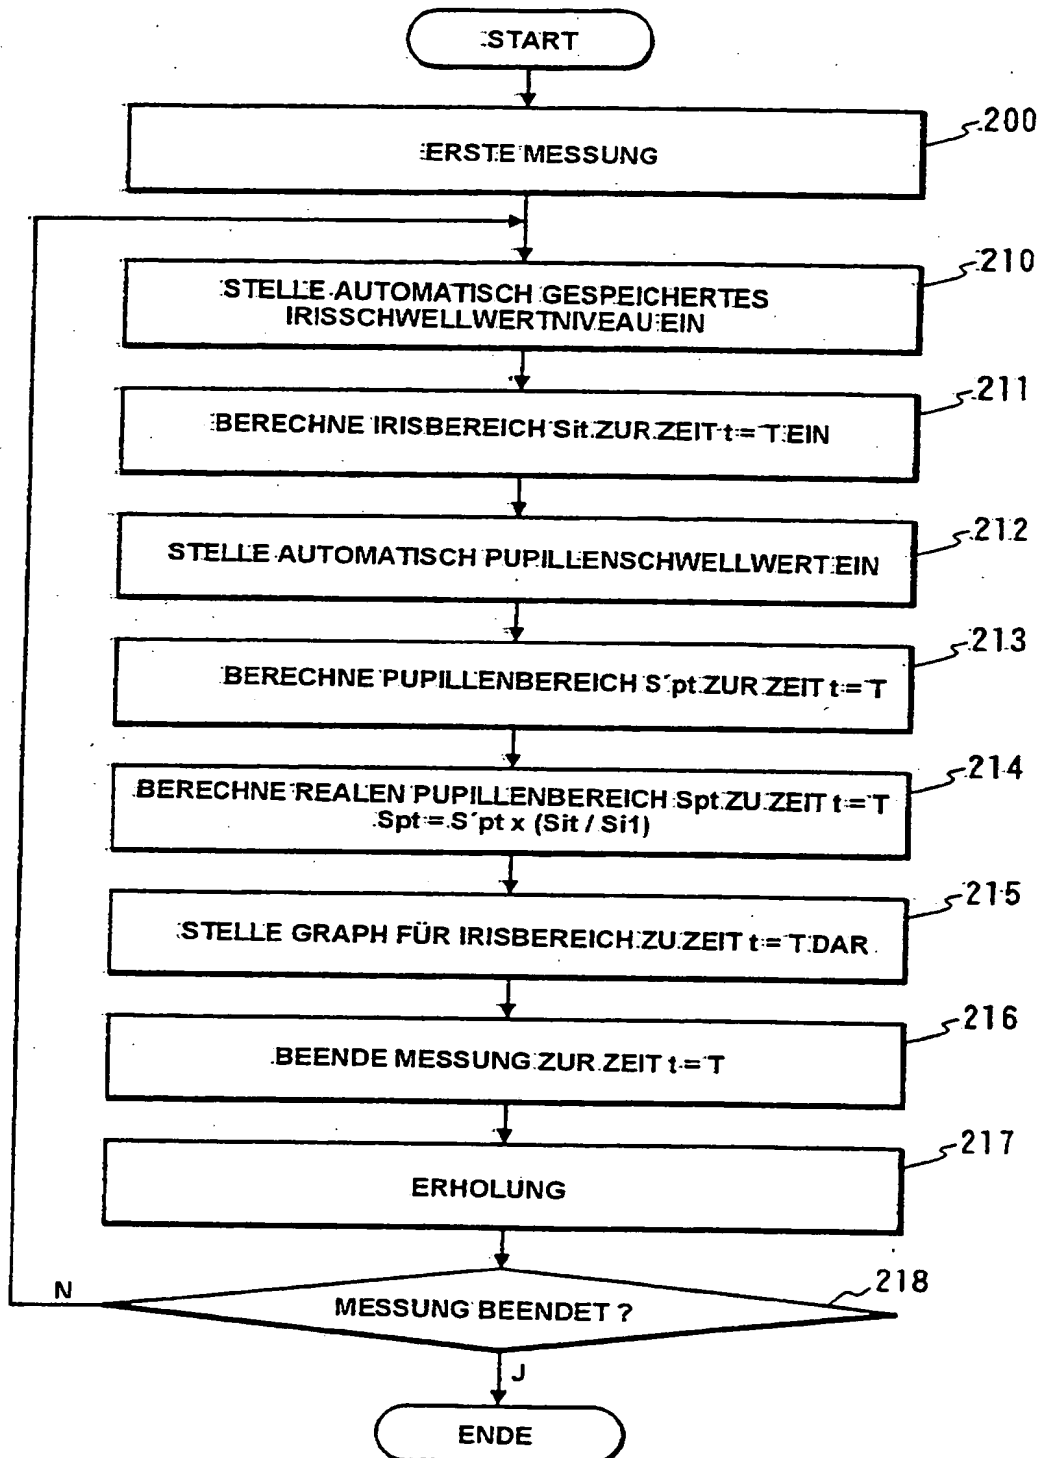 START
ERSTE MESSUNG
200
STELLE AUTOMATISCH GESPEICHERTES
IRISSCHWELLWERTNIVEAU EIN
210
BERECHNE IRISBEREICH Sit ZUR ZEIT t = T EIN
211
STELLE AUTOMATISCH PUPILLENSCHWELLWERT EIN
212
BERECHNE PUPILLENBEREICH S´pt ZUR ZEIT t = T
213
BERECHNE REALEN PUPILLENBEREICH Spt ZU ZEIT t = T
Spt = S´pt x (Sit / Si1)
214
STELLE GRAPH FÜR IRISBEREICH ZU ZEIT t = T DAR
215
BEENDE MESSUNG ZUR ZEIT t = T
216
ERHOLUNG
217
MESSUNG BEENDET ?
218
N
J
ENDE